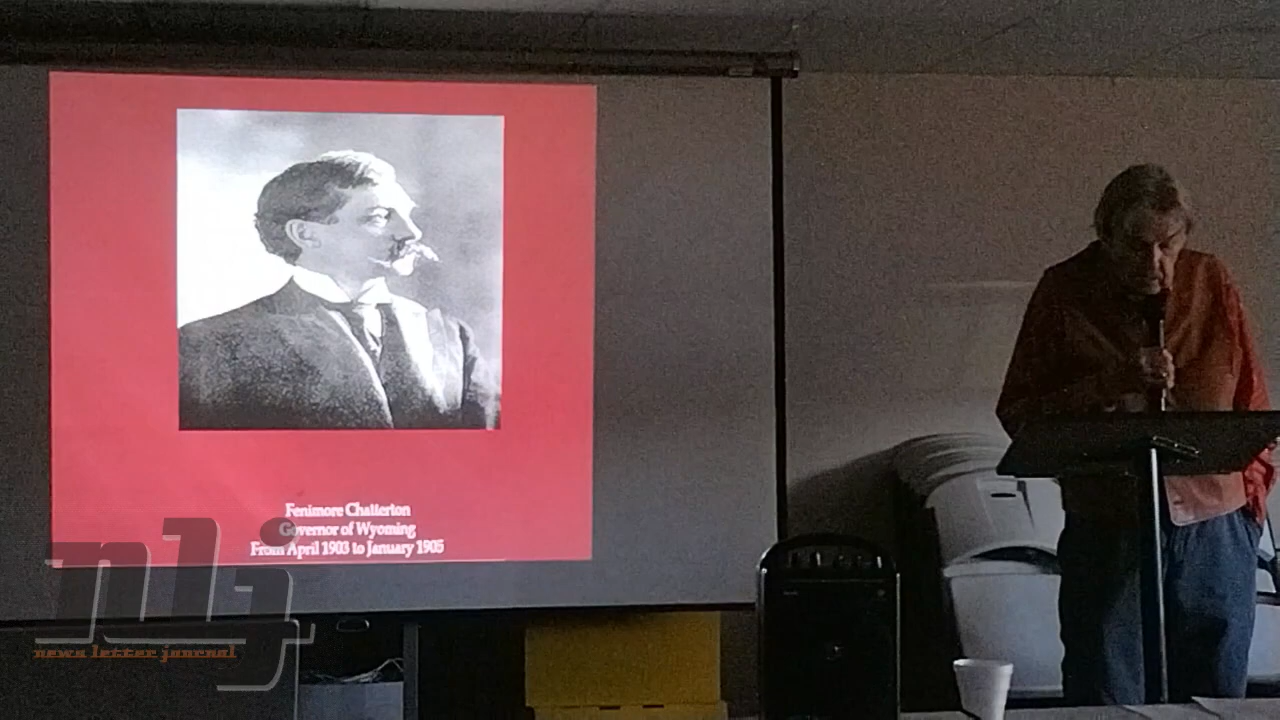 Fenimore Chatterton
Governor of Wyoming
From April 1903 to January 1905
nlj
news letter journal